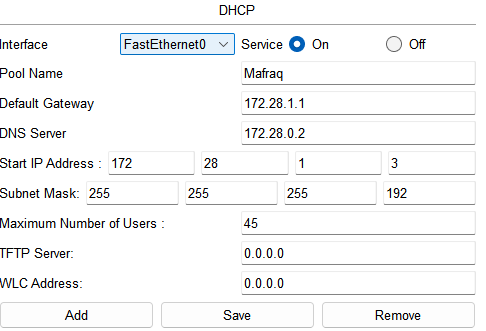 DHCP
Interface FastEthernet0 Service On Off
Pool Name Mafraq
Default Gateway 172.28.1.1
DNS Server 172.28.0.2
Start IP Address : 172 28 1 3
Subnet Mask: 255 255 255 192
Maximum Number of Users : 45
TFTP Server: 0.0.0.0
WLC Address: 0.0.0.0
Add Save Remove